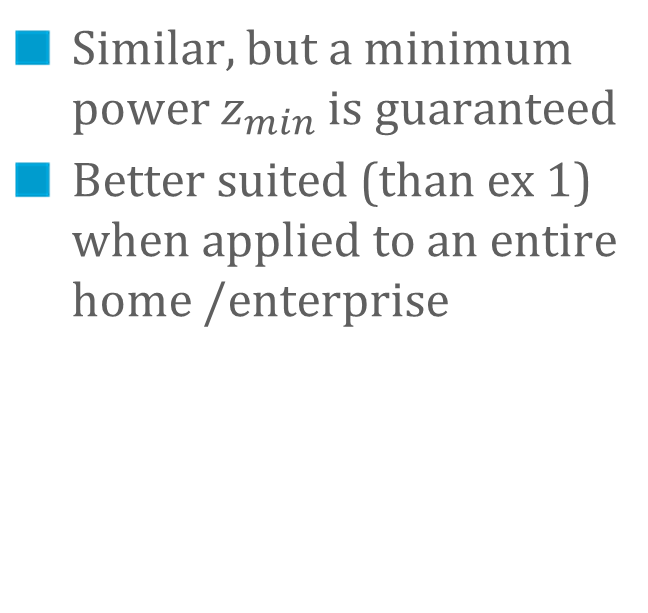 Similar, but a minimum
power z_min is guaranteed
Better suited (than ex 1)
when applied to an entire
home /enterprise